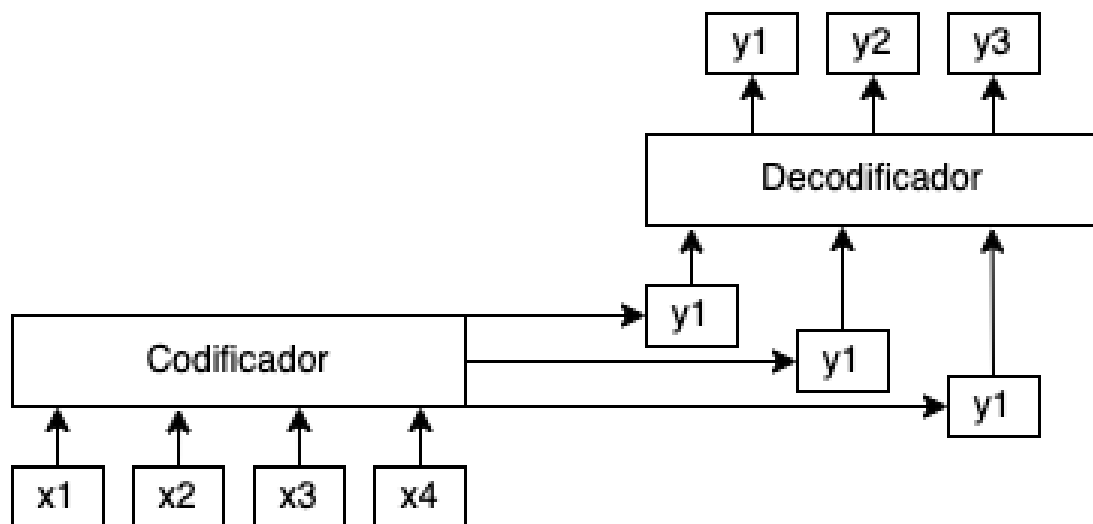 y1 y2 y3
Decodificador
y1
Codificador
y1
y1
x1 x2 x3 x4